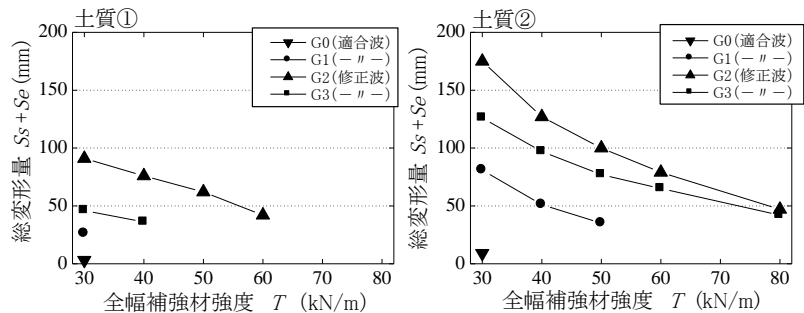 土質①
200
150
100
50
0
総変形量 Ss+Se (mm)
G0(適合波)
G1(－〃－)
G2(修正波)
G3(－〃－)
30 40 50 60 70 80
全幅補強材強度 T (kN/m)
土質②
200
150
100
50
0
総変形量 Ss+Se (mm)
G0(適合波)
G1(－〃－)
G2(修正波)
G3(－〃－)
30 40 50 60 70 80
全幅補強材強度 T (kN/m)